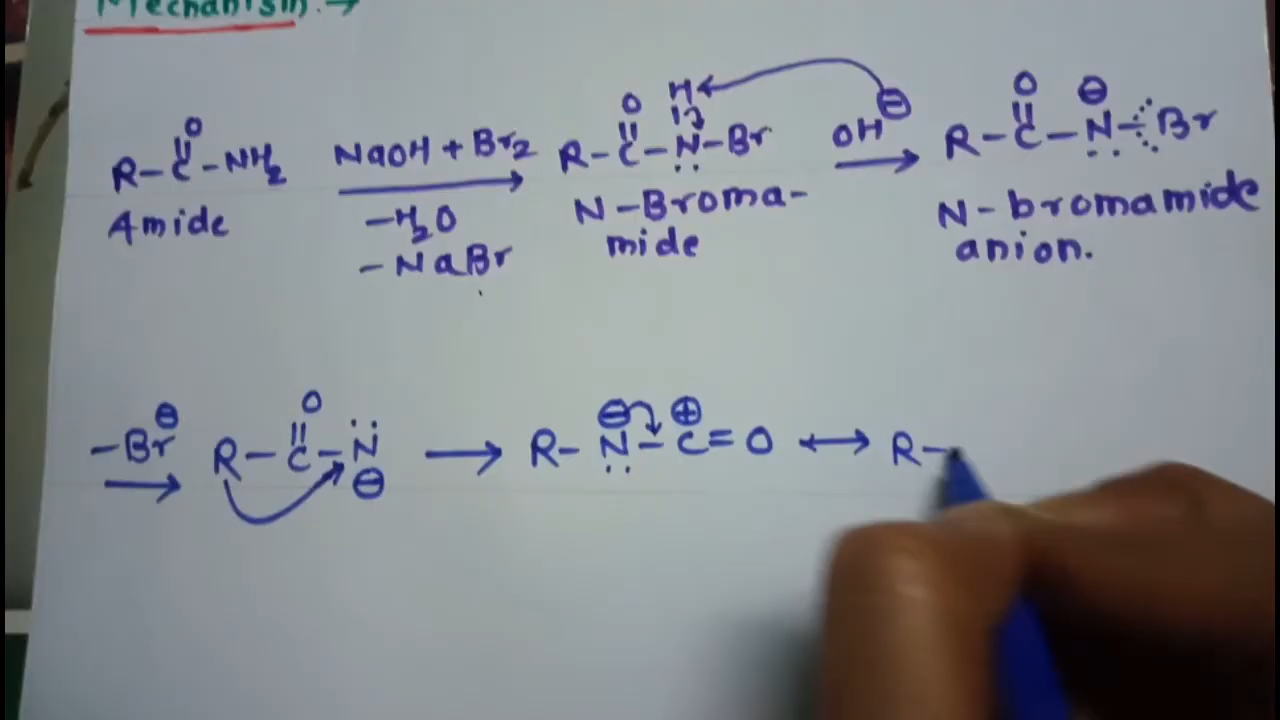 Mechanism :→
R-C(=O)-NH₂ NaOH + Br₂ → R-C(=O)-N(H)-Br OH⊖ → R-C(=O)-N⊖-Br
Amide -H₂O N-Broma- N-bromamide
-NaBr mide anion.
-Br⊖ → R-C(=O)-N⊖ → R-N⊖-C⊕=O ↔ R-